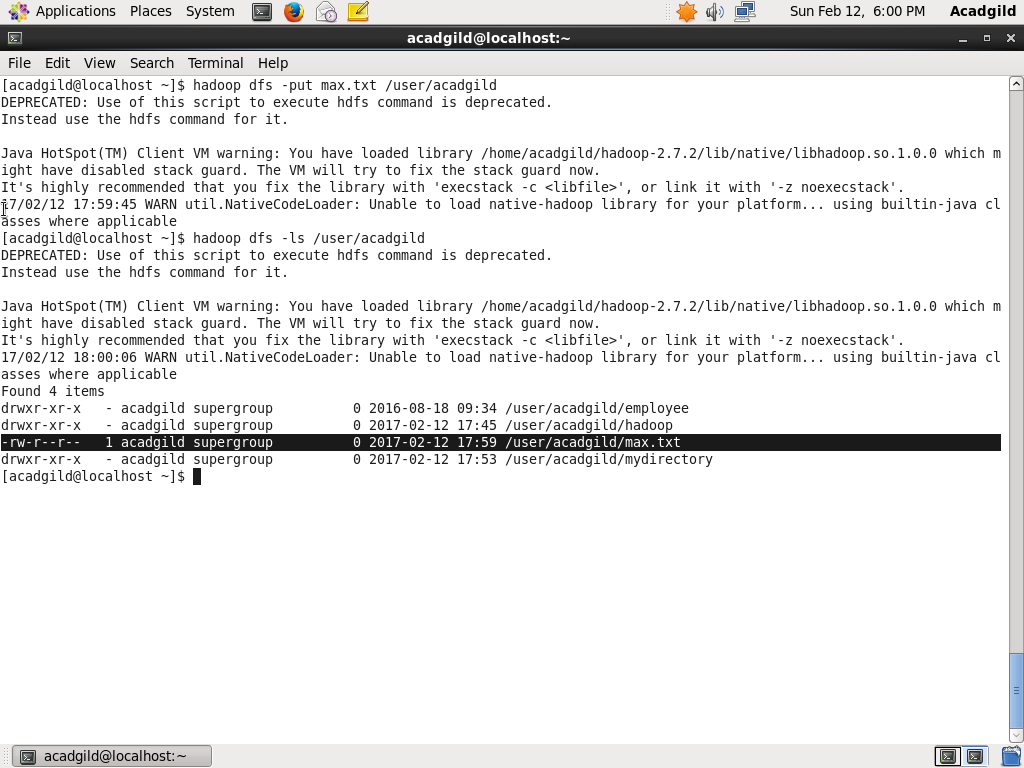 Applications Places System Sun Feb 12, 6:00 PM Acadgild
acadgild@localhost:~
File Edit View Search Terminal Help
[acadgild@localhost ~]$ hadoop dfs -put max.txt /user/acadgild
DEPRECATED: Use of this script to execute hdfs command is deprecated.
Instead use the hdfs command for it.
Java HotSpot(TM) Client VM warning: You have loaded library /home/acadgild/hadoop-2.7.2/lib/native/libhadoop.so.1.0.0 which m
ight have disabled stack guard. The VM will try to fix the stack guard now.
It's highly recommended that you fix the library with 'execstack -c <libfile>', or link it with '-z noexecstack'.
17/02/12 17:59:45 WARN util.NativeCodeLoader: Unable to load native-hadoop library for your platform... using builtin-java cl
asses where applicable
[acadgild@localhost ~]$ hadoop dfs -ls /user/acadgild
DEPRECATED: Use of this script to execute hdfs command is deprecated.
Instead use the hdfs command for it.
Java HotSpot(TM) Client VM warning: You have loaded library /home/acadgild/hadoop-2.7.2/lib/native/libhadoop.so.1.0.0 which m
ight have disabled stack guard. The VM will try to fix the stack guard now.
It's highly recommended that you fix the library with 'execstack -c <libfile>', or link it with '-z noexecstack'.
17/02/12 18:00:06 WARN util.NativeCodeLoader: Unable to load native-hadoop library for your platform... using builtin-java cl
asses where applicable
Found 4 items
drwxr-xr-x   - acadgild supergroup          0 2016-08-18 09:34 /user/acadgild/employee
drwxr-xr-x   - acadgild supergroup          0 2017-02-12 17:45 /user/acadgild/hadoop
-rw-r--r--   1 acadgild supergroup          0 2017-02-12 17:59 /user/acadgild/max.txt
drwxr-xr-x   - acadgild supergroup          0 2017-02-12 17:53 /user/acadgild/mydirectory
[acadgild@localhost ~]$
acadgild@localhost:~